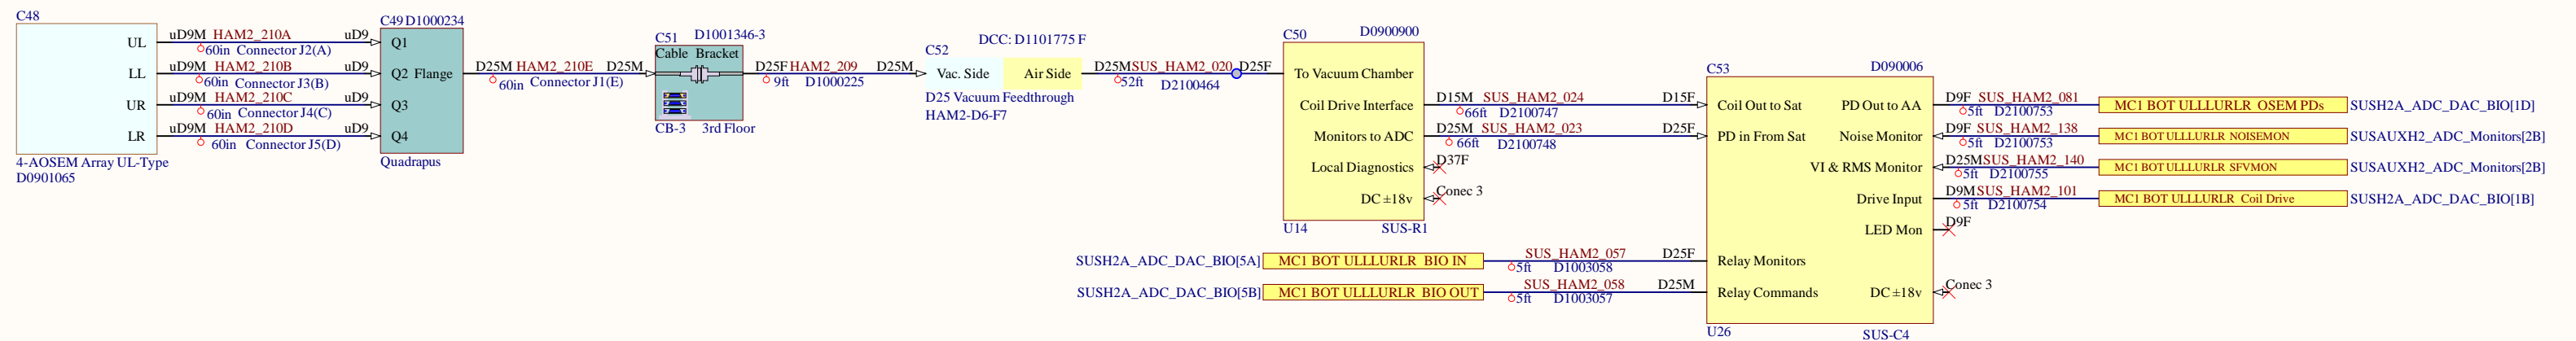 C48
UL
LL
UR
LR
4-AOSEM Array UL-Type
D0901065
uD9M HAM2_210A uD9
60in Connector J2(A)
uD9M HAM2_210B uD9
60in Connector J3(B)
uD9M HAM2_210C uD9
60in Connector J4(C)
uD9M HAM2_210D uD9
60in Connector J5(D)
C49 D1000234
Q1
Q2 Flange
Q3
Q4
Quadrapus
D25M HAM2_210E D25M
60in Connector J1(E)
C51 D1001346-3
Cable Bracket
CB-3 3rd Floor
D25F HAM2_209 D25M
9ft D1000225
DCC: D1101775 F
C52
Vac. Side Air Side
D25 Vacuum Feedthrough
HAM2-D6-F7
D25M SUS_HAM2_020 D25F
52ft D2100464
C50 D0900900
To Vacuum Chamber
Coil Drive Interface
Monitors to ADC
Local Diagnostics
DC ±18v
U14 SUS-R1
D15M SUS_HAM2_024 D15F
66ft D2100747
D25M SUS_HAM2_023 D25F
66ft D2100748
D37F
Conec 3
SUSH2A_ADC_DAC_BIO[5A] MC1 BOT ULLLURLR BIO IN SUS_HAM2_057 D25F
5ft D1003058
SUSH2A_ADC_DAC_BIO[5B] MC1 BOT ULLLURLR BIO OUT SUS_HAM2_058 D25M
5ft D1003057
C53 D090006
Coil Out to Sat PD Out to AA
PD in From Sat Noise Monitor
VI & RMS Monitor
Drive Input
LED Mon
Relay Monitors
Relay Commands DC ±18v
U26 SUS-C4
D9F SUS_HAM2_081 MC1 BOT ULLLURLR OSEM PDs SUSH2A_ADC_DAC_BIO[1D]
5ft D2100753
D9F SUS_HAM2_138 MC1 BOT ULLLURLR NOISEMON SUSAUXH2_ADC_Monitors[2B]
5ft D2100753
D25M SUS_HAM2_140 MC1 BOT ULLLURLR SFVMON SUSAUXH2_ADC_Monitors[2B]
5ft D2100755
D9M SUS_HAM2_101 MC1 BOT ULLLURLR Coil Drive SUSH2A_ADC_DAC_BIO[1B]
5ft D2100754
D9F
Conec 3